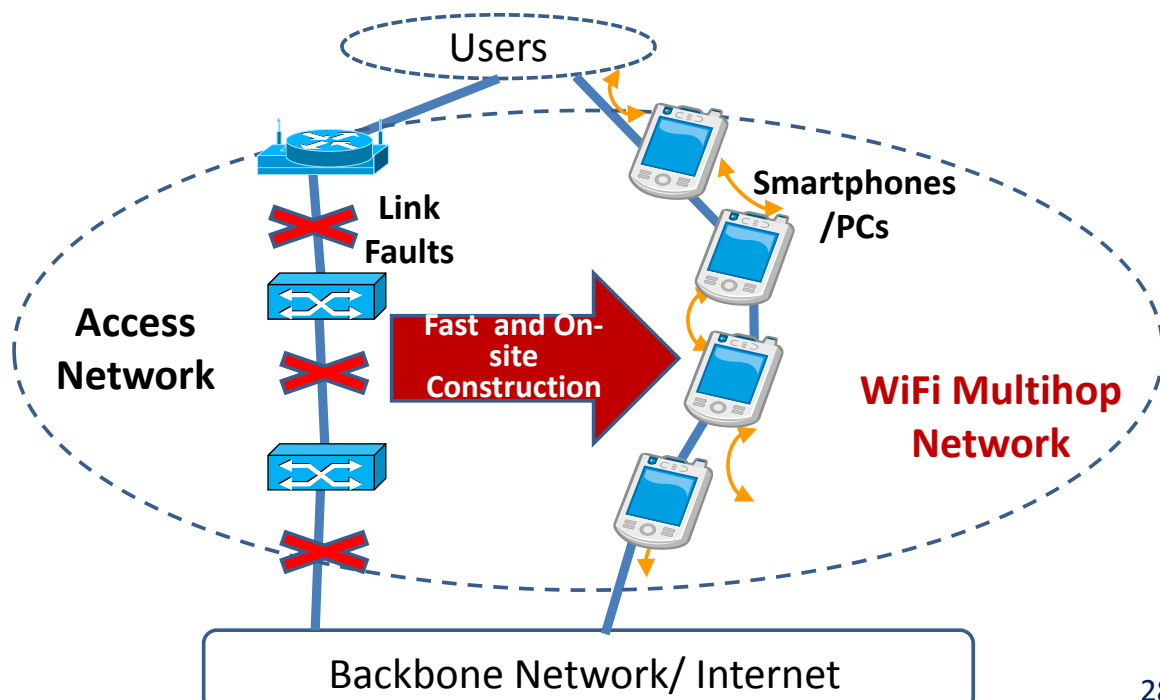 Users
Link
Faults
Smartphones
/PCs
Access
Network
Fast and On-
site
Construction
WiFi Multihop
Network
Backbone Network/ Internet
28